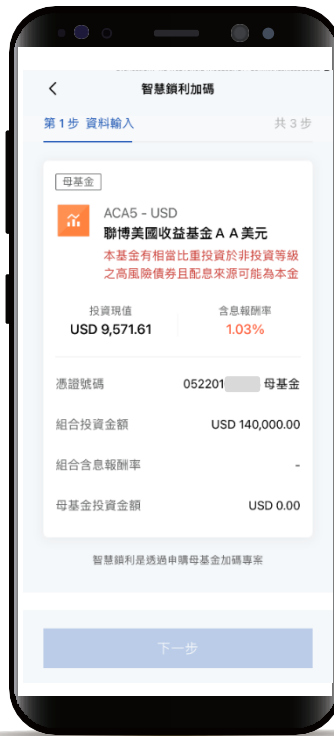 智慧鎖利加碼
第1步 資料輸入
共 3 步
母基金
ACA5 - USD
聯博美國收益基金ＡＡ美元
本基金有相當比重投資於非投資等級
之高風險債券且配息來源可能為本金
投資現值
含息報酬率
USD 9,571.61
1.03%
憑證號碼
052201 母基金
組合投資金額
USD 140,000.00
組合含息報酬率
-
母基金投資金額
USD 0.00
智慧鎖利是透過申購母基金加碼專案
下一步